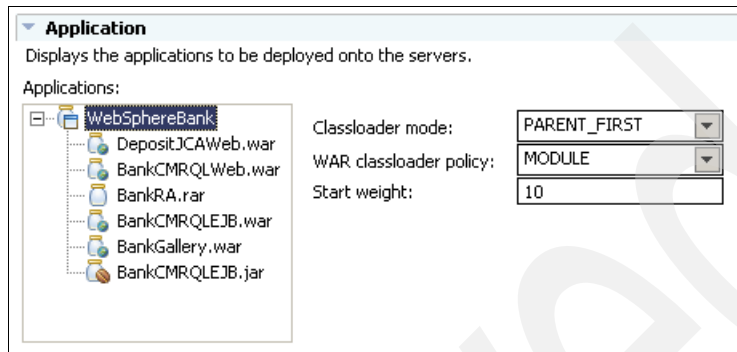 Application
Displays the applications to be deployed onto the servers.
Applications:
WebSphereBank
DepositJCAWeb.war
BankCMRQLWeb.war
BankRA.rar
BankCMRQLEJB.war
BankGallery.war
BankCMRQLEJB.jar
Classloader mode: PARENT_FIRST
WAR classloader policy: MODULE
Start weight: 10